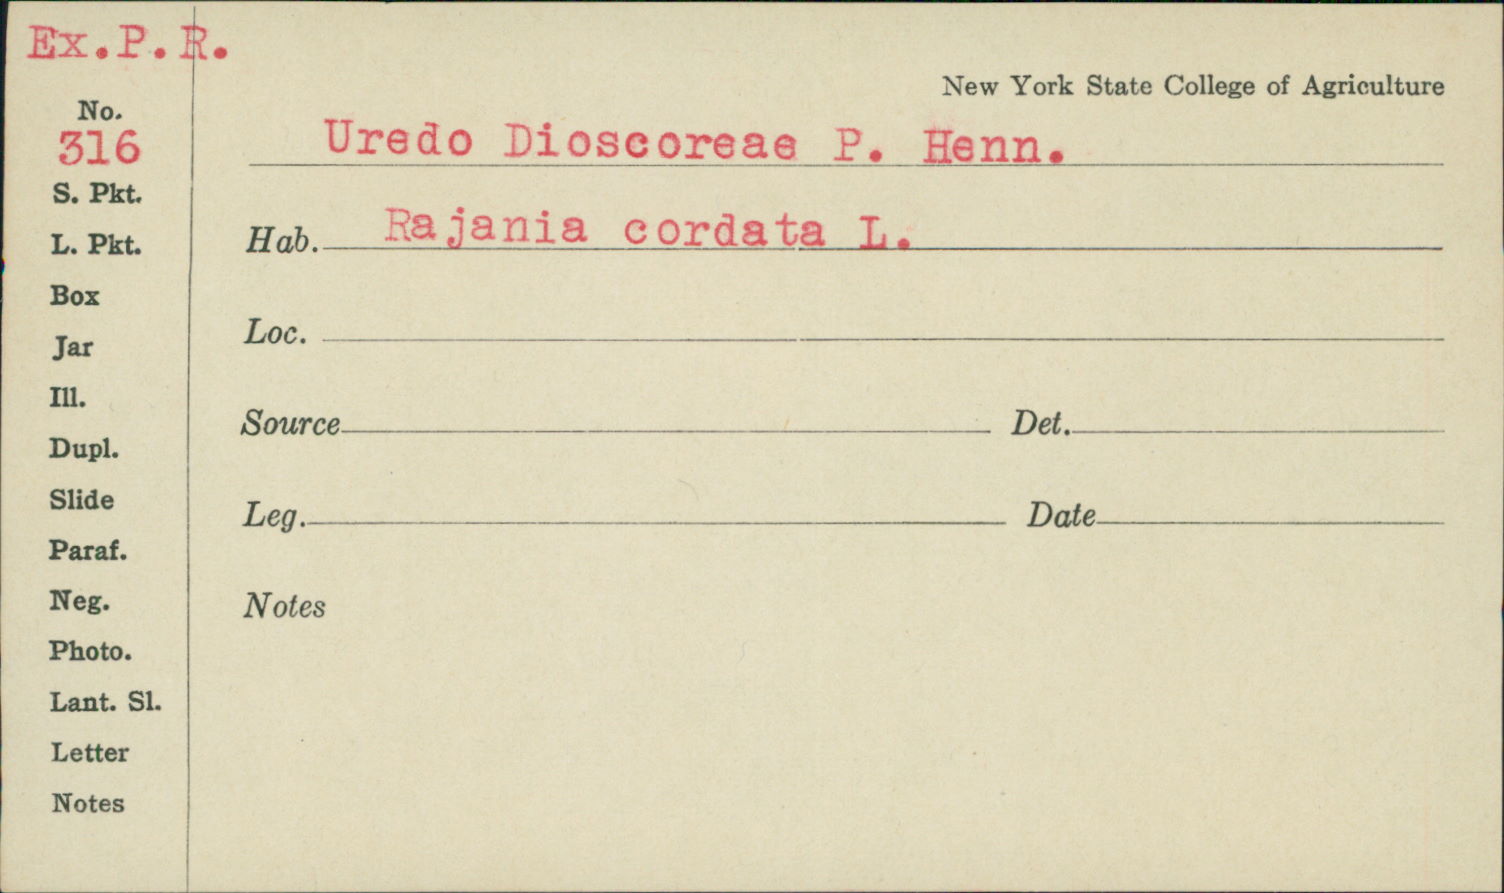 Ex.P.R.
New York State College of Agriculture
No.
316
Uredo Dioscoreae P. Henn.
S. Pkt.
Hab. Rajania cordata L.
L. Pkt.
Box
Loc.
Jar
Ill.
Source Det.
Dupl.
Slide
Leg. Date
Paraf.
Neg.
Notes
Photo.
Lant. Sl.
Letter
Notes